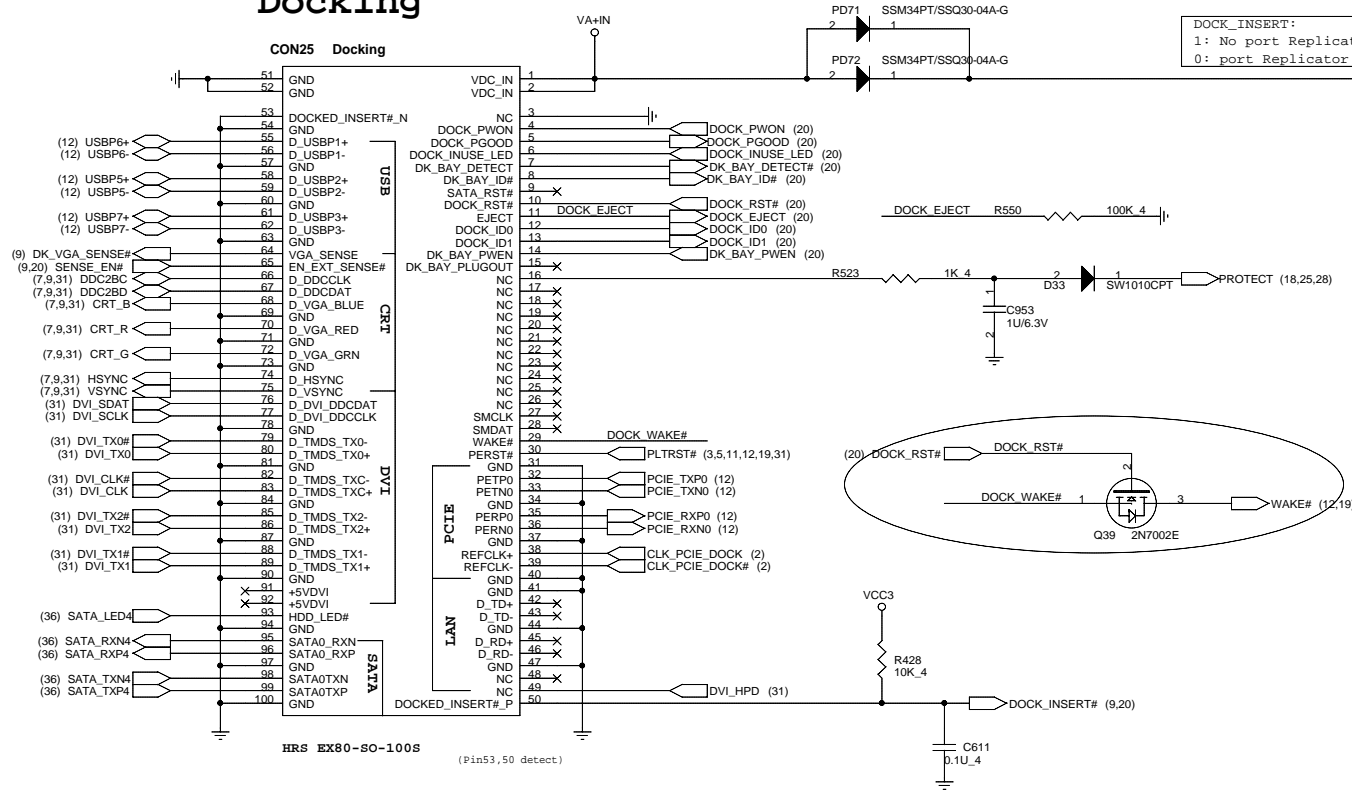 Docking
CON25 Docking
VA+IN
PD71 SSM34PT/SSQ30-04A-G
2 1
PD72 SSM34PT/SSQ30-04A-G
2 1
DOCK_INSERT:
1: No port Replicat
0: port Replicator
51 GND
52 GND
53 DOCKED_INSERT#_N
54 GND
(12) USBP6+ 55 D_USBP1+
(12) USBP6- 56 D_USBP1-
57 GND
(12) USBP5+ 58 D_USBP2+
(12) USBP5- 59 D_USBP2-
60 GND
(12) USBP7+ 61 D_USBP3+
(12) USBP7- 62 D_USBP3-
63 GND
(9) DK_VGA_SENSE# 64 VGA_SENSE
(9,20) SENSE_EN# 65 EN_EXT_SENSE#
(7,9,31) DDC2BC 66 D_DDCCLK
(7,9,31) DDC2BD 67 D_DDCDAT
(7,9,31) CRT_B 68 D_VGA_BLUE
69 GND
(7,9,31) CRT_R 70 D_VGA_RED
71 GND
(7,9,31) CRT_G 72 D_VGA_GRN
73 GND
(7,9,31) HSYNC 74 D_HSYNC
(7,9,31) VSYNC 75 D_VSYNC
(31) DVI_SDAT 76 D_DVI_DDCDAT
(31) DVI_SCLK 77 D_DVI_DDCCLK
78 GND
(31) DVI_TX0# 79 D_TMDS_TX0-
(31) DVI_TX0 80 D_TMDS_TX0+
81 GND
(31) DVI_CLK# 82 D_TMDS_TXC-
(31) DVI_CLK 83 D_TMDS_TXC+
84 GND
(31) DVI_TX2# 85 D_TMDS_TX2-
(31) DVI_TX2 86 D_TMDS_TX2+
87 GND
(31) DVI_TX1# 88 D_TMDS_TX1-
(31) DVI_TX1 89 D_TMDS_TX1+
90 GND
91 +5VDVI
92 +5VDVI
(36) SATA_LED4 93 HDD_LED#
94 GND
(36) SATA_RXN4 95 SATA0_RXN
(36) SATA_RXP4 96 SATA0_RXP
97 GND
(36) SATA_TXN4 98 SATA0TXN
(36) SATA_TXP4 99 SATA0TXP
100 GND
USB
CRT
DVI
SATA
PCIE
LAN
VDC_IN 1
VDC_IN 2
NC 3
DOCK_PWON 4 DOCK_PWON (20)
DOCK_PGOOD 5 DOCK_PGOOD (20)
DOCK_INUSE_LED 6 DOCK_INUSE_LED (20)
DK_BAY_DETECT 7 DK_BAY_DETECT# (20)
DK_BAY_ID# 8 DK_BAY_ID# (20)
SATA_RST# 9
DOCK_RST# 10 DOCK_RST# (20)
EJECT 11 DOCK_EJECT DOCK_EJECT (20)
DOCK_ID0 12 DOCK_ID0 (20)
DOCK_ID1 13 DOCK_ID1 (20)
DK_BAY_PWEN 14 DK_BAY_PWEN (20)
DK_BAY_PLUGOUT 15
NC 16
NC 17
NC 18
NC 19
NC 20
NC 21
NC 22
NC 23
NC 24
NC 25
NC 26
SMCLK 27
SMDAT 28
WAKE# 29 DOCK_WAKE#
PERST# 30 PLTRST# (3,5,11,12,19,31)
GND 31
PETP0 32 PCIE_TXP0 (12)
PETN0 33 PCIE_TXN0 (12)
GND 34
PERP0 35 PCIE_RXP0 (12)
PERN0 36 PCIE_RXN0 (12)
GND 37
REFCLK+ 38 CLK_PCIE_DOCK (2)
REFCLK- 39 CLK_PCIE_DOCK# (2)
GND 40
GND 41
D_TD+ 42
D_TD- 43
GND 44
D_RD+ 45
D_RD- 46
GND 47
NC 48
NC 49 DVI_HPD (31)
DOCKED_INSERT#_P 50
HRS EX80-SO-100S
(Pin53,50 detect)
DOCK_EJECT R550 100K_4
R523 1K_4 2 1 PROTECT (18,25,28)
D33 SW1010CPT
1
C953
1U/6.3V
2
(20) DOCK_RST# DOCK_RST#
2
DOCK_WAKE# 1 3 WAKE# (12,19)
Q39 2N7002E
VCC3
R428
10K_4
DOCK_INSERT# (9,20)
C611
0.1U_4